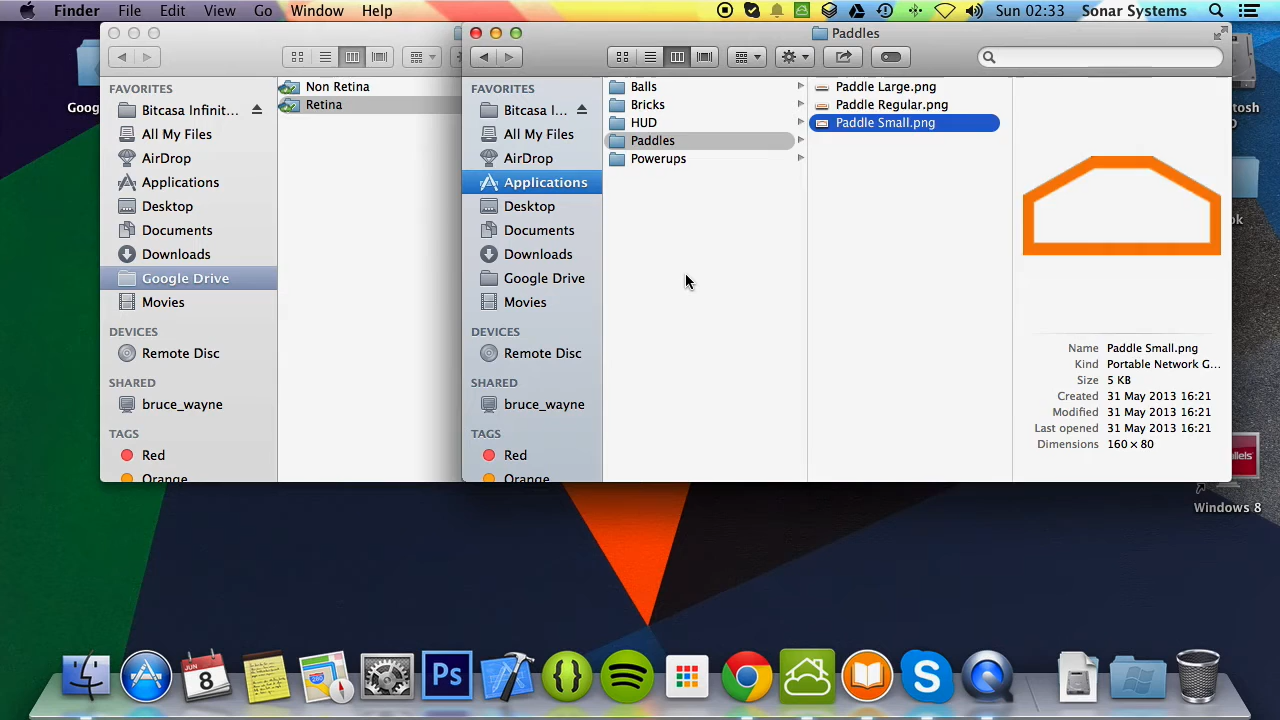 Finder File Edit View Go Window Help
Sun 02:33 Sonar Systems
Paddles
FAVORITES
Bitcasa Infinit...
All My Files
AirDrop
Applications
Desktop
Documents
Downloads
Google Drive
Movies
DEVICES
Remote Disc
SHARED
bruce_wayne
TAGS
Red
Orange
Non Retina
Retina
FAVORITES
Bitcasa I...
All My Files
AirDrop
Applications
Desktop
Documents
Downloads
Google Drive
Movies
DEVICES
Remote Disc
SHARED
bruce_wayne
TAGS
Red
Orange
Balls
Bricks
HUD
Paddles
Powerups
Paddle Large.png
Paddle Regular.png
Paddle Small.png
Name Paddle Small.png
Kind Portable Network G...
Size 5 KB
Created 31 May 2013 16:21
Modified 31 May 2013 16:21
Last opened 31 May 2013 16:21
Dimensions 160 × 80
Goog
Windows 8
JUN
8
Ps